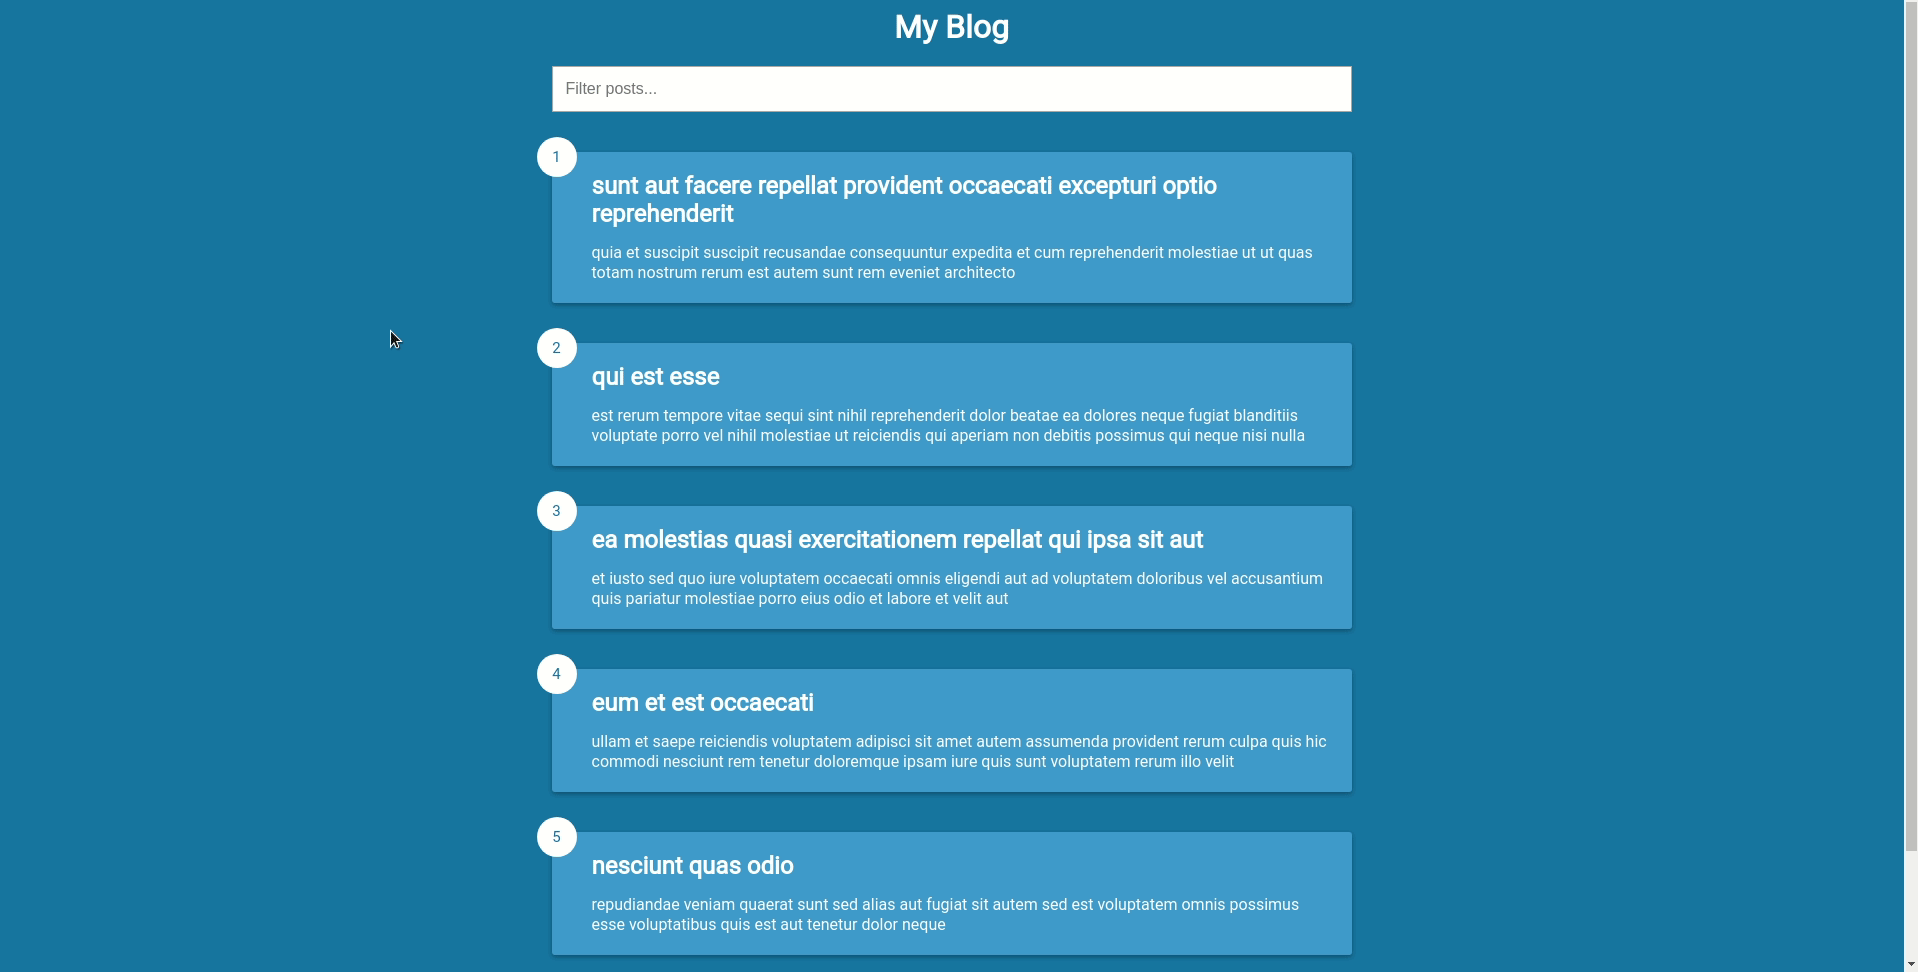 My Blog
Filter posts...
1
sunt aut facere repellat provident occaecati excepturi optio
reprehenderit
quia et suscipit suscipit recusandae consequuntur expedita et cum reprehenderit molestiae ut ut quas
totam nostrum rerum est autem sunt rem eveniet architecto
2
qui est esse
est rerum tempore vitae sequi sint nihil reprehenderit dolor beatae ea dolores neque fugiat blanditiis
voluptate porro vel nihil molestiae ut reiciendis qui aperiam non debitis possimus qui neque nisi nulla
3
ea molestias quasi exercitationem repellat qui ipsa sit aut
et iusto sed quo iure voluptatem occaecati omnis eligendi aut ad voluptatem doloribus vel accusantium
quis pariatur molestiae porro eius odio et labore et velit aut
4
eum et est occaecati
ullam et saepe reiciendis voluptatem adipisci sit amet autem assumenda provident rerum culpa quis hic
commodi nesciunt rem tenetur doloremque ipsam iure quis sunt voluptatem rerum illo velit
5
nesciunt quas odio
repudiandae veniam quaerat sunt sed alias aut fugiat sit autem sed est voluptatem omnis possimus
esse voluptatibus quis est aut tenetur dolor neque